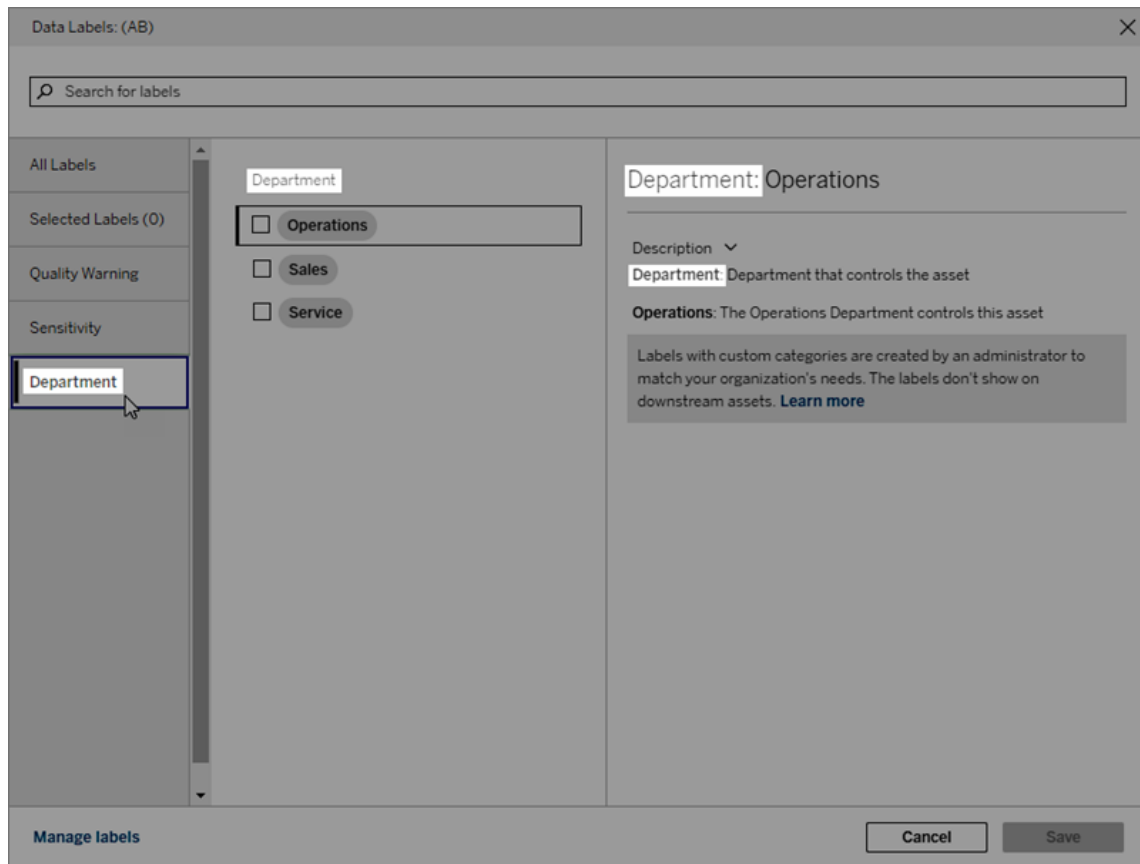 Data Labels: (AB)
Search for labels
All Labels
Selected Labels (0)
Quality Warning
Sensitivity
Department
Department
Operations
Sales
Service
Department: Operations
Description
Department: Department that controls the asset
Operations: The Operations Department controls this asset
Labels with custom categories are created by an administrator to
match your organization's needs. The labels don't show on
downstream assets. Learn more
Manage labels
Cancel
Save